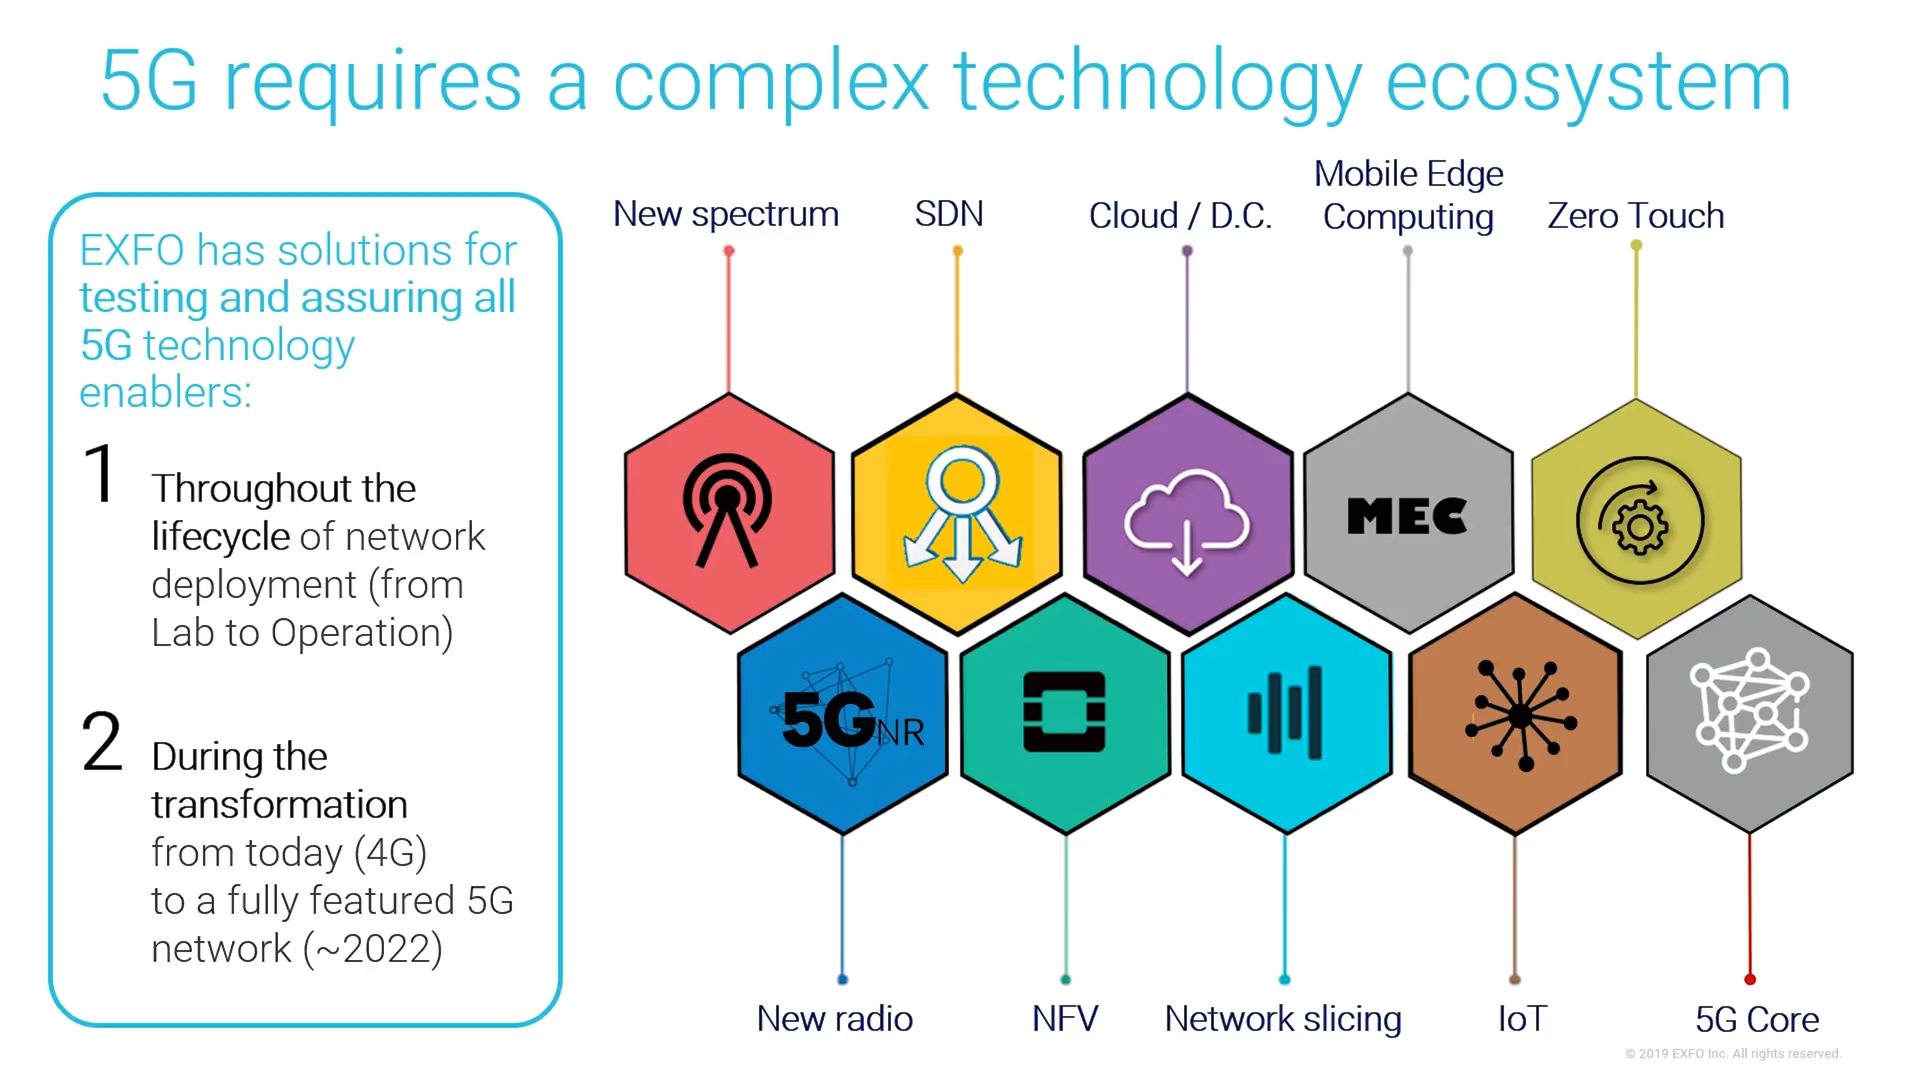 5G requires a complex technology ecosystem
EXFO has solutions for
testing and assuring all
5G technology
enablers:
1
Throughout the
lifecycle of network
deployment (from
Lab to Operation)
2
During the
transformation
from today (4G)
to a fully featured 5G
network (~2022)
New spectrum
SDN
Cloud / D.C.
Mobile Edge
Computing
Zero Touch
MEC
5GNR
New radio
NFV
Network slicing
IoT
5G Core
© 2019 EXFO Inc. All rights reserved.